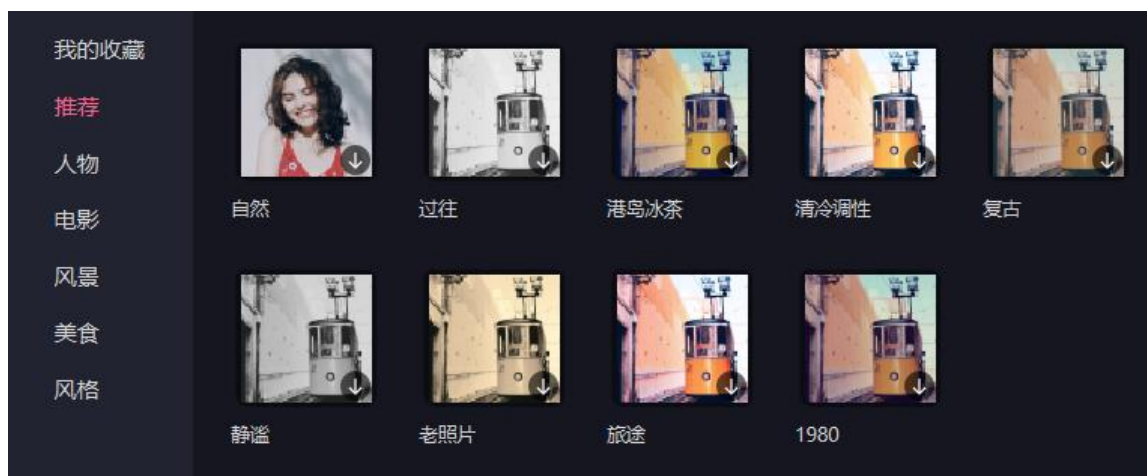 我的收藏
推荐
人物
电影
风景
美食
风格
自然
过往
港岛冰茶
清冷调性
复古
静谧
老照片
旅途
1980